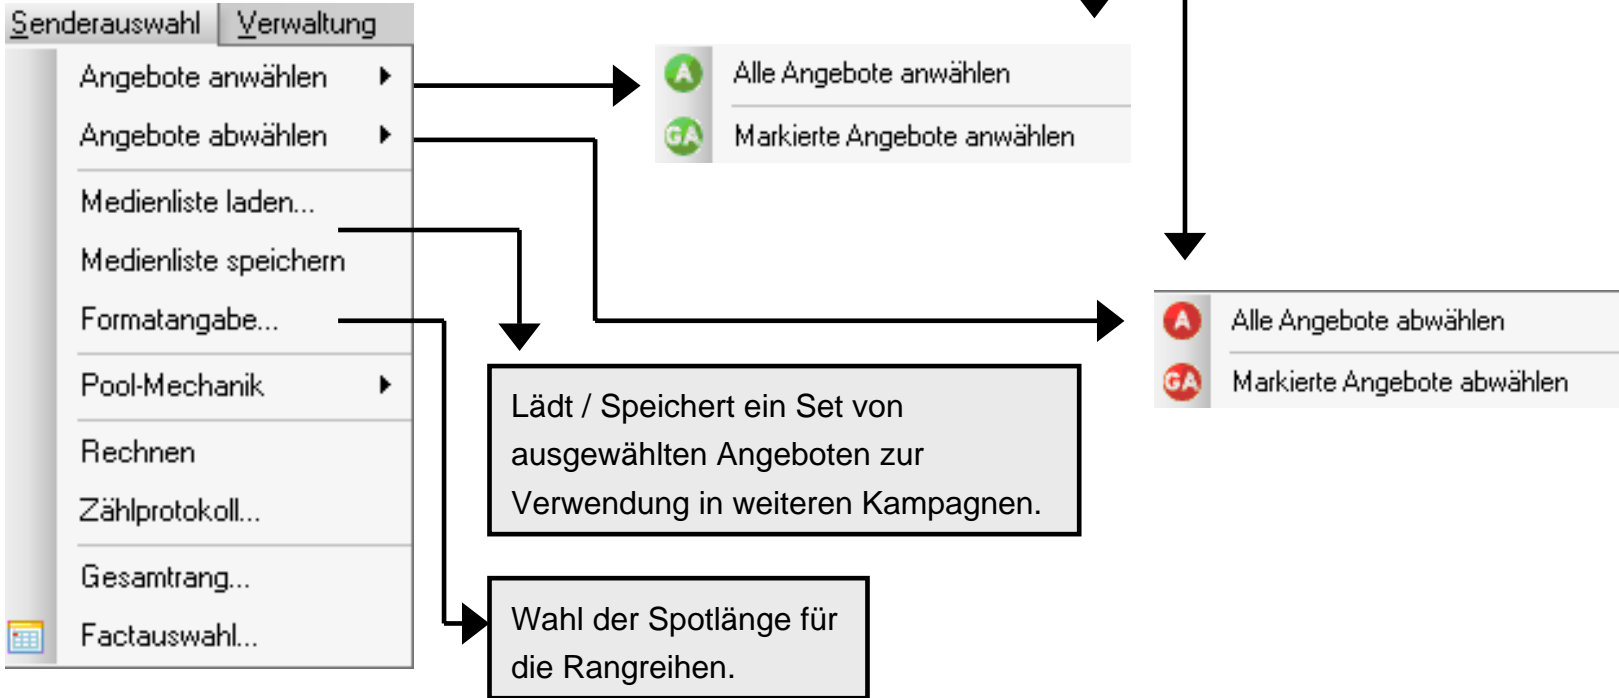 Senderauswahl Verwaltung
Angebote anwählen
Angebote abwählen
Medienliste laden...
Medienliste speichern
Formatangabe...
Pool-Mechanik
Rechnen
Zählprotokoll...
Gesamtrang...
Factauswahl...
A Alle Angebote anwählen
GA Markierte Angebote anwählen
A Alle Angebote abwählen
GA Markierte Angebote abwählen
Lädt / Speichert ein Set von
ausgewählten Angeboten zur
Verwendung in weiteren Kampagnen.
Wahl der Spotlänge für
die Rangreihen.